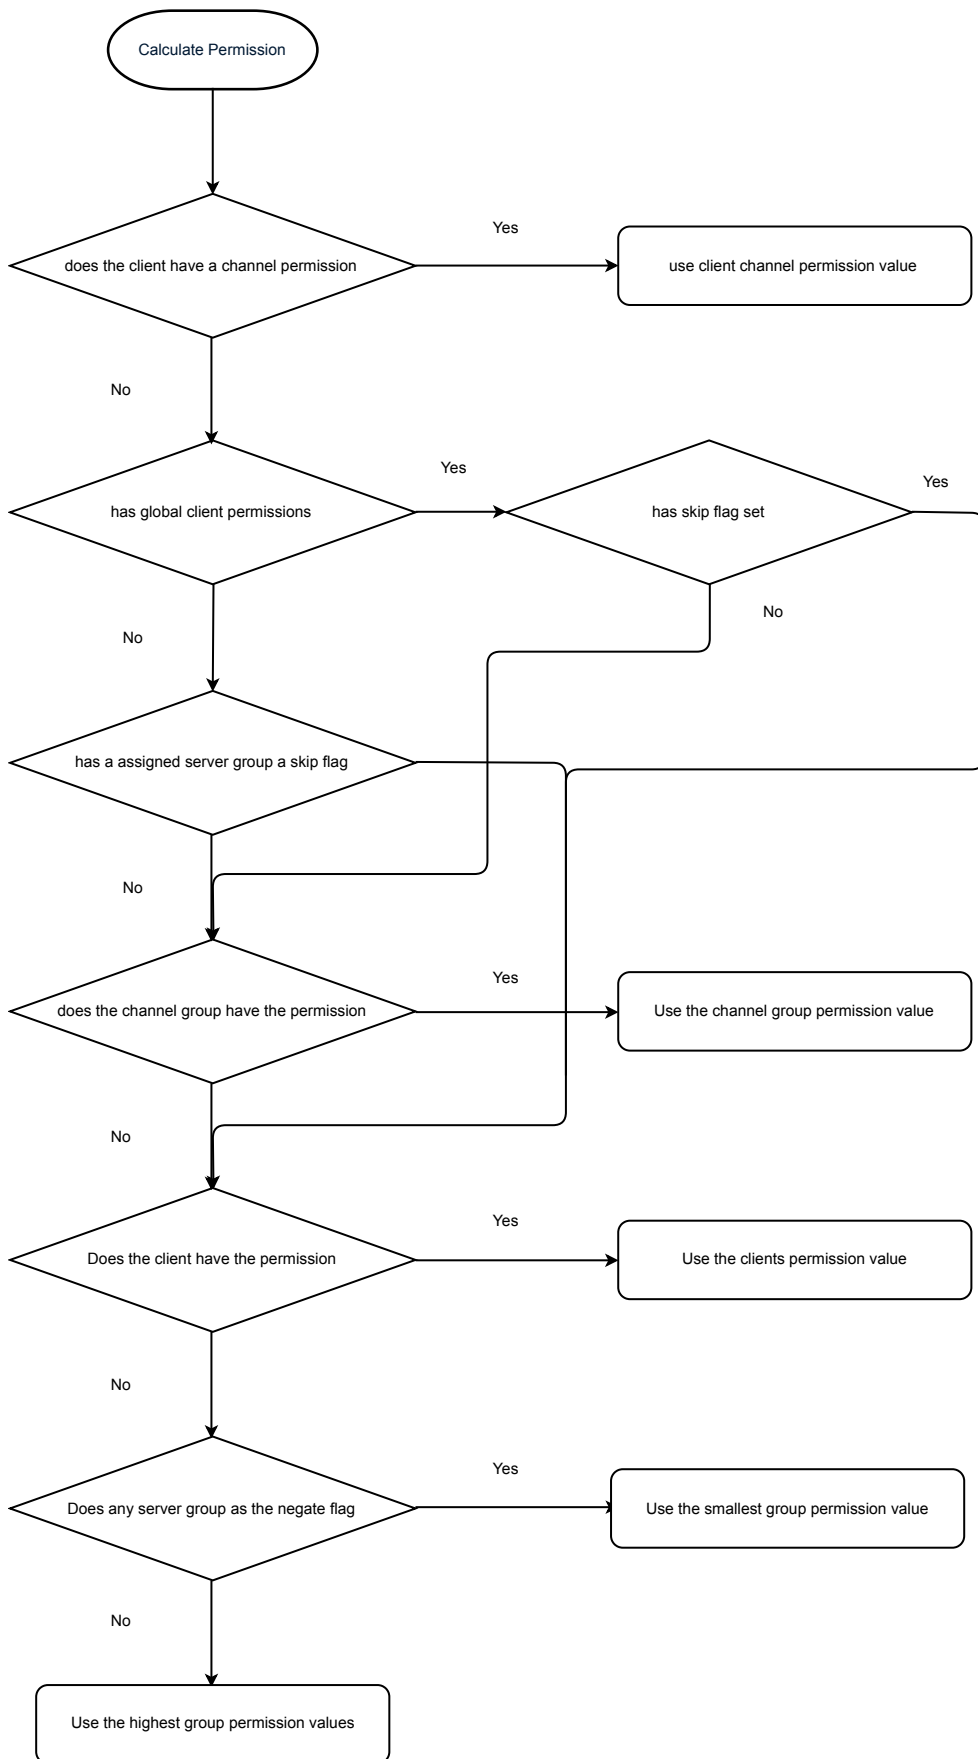 Calculate Permission
Yes
does the client have a channel permission
use client channel permission value
No
Yes
Yes
has global client permissions
has skip flag set
No
No
has a assigned server group a skip flag
No
Yes
does the channel group have the permission
Use the channel group permission value
No
Yes
Does the client have the permission
Use the clients permission value
No
Yes
Does any server group as the negate flag
Use the smallest group permission value
No
Use the highest group permission values